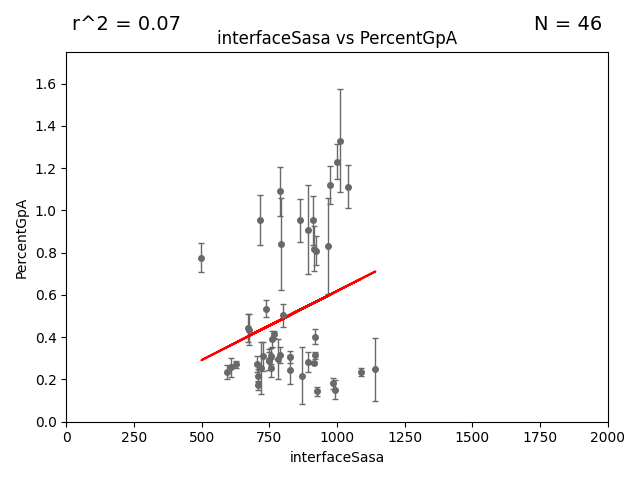 r^2 = 0.07
N = 46
interfaceSasa vs PercentGpA
PercentGpA
1.6
1.4
1.2
1.0
0.8
0.6
0.4
0.2
0.0
0 250 500 750 1000 1250 1500 1750 2000
interfaceSasa